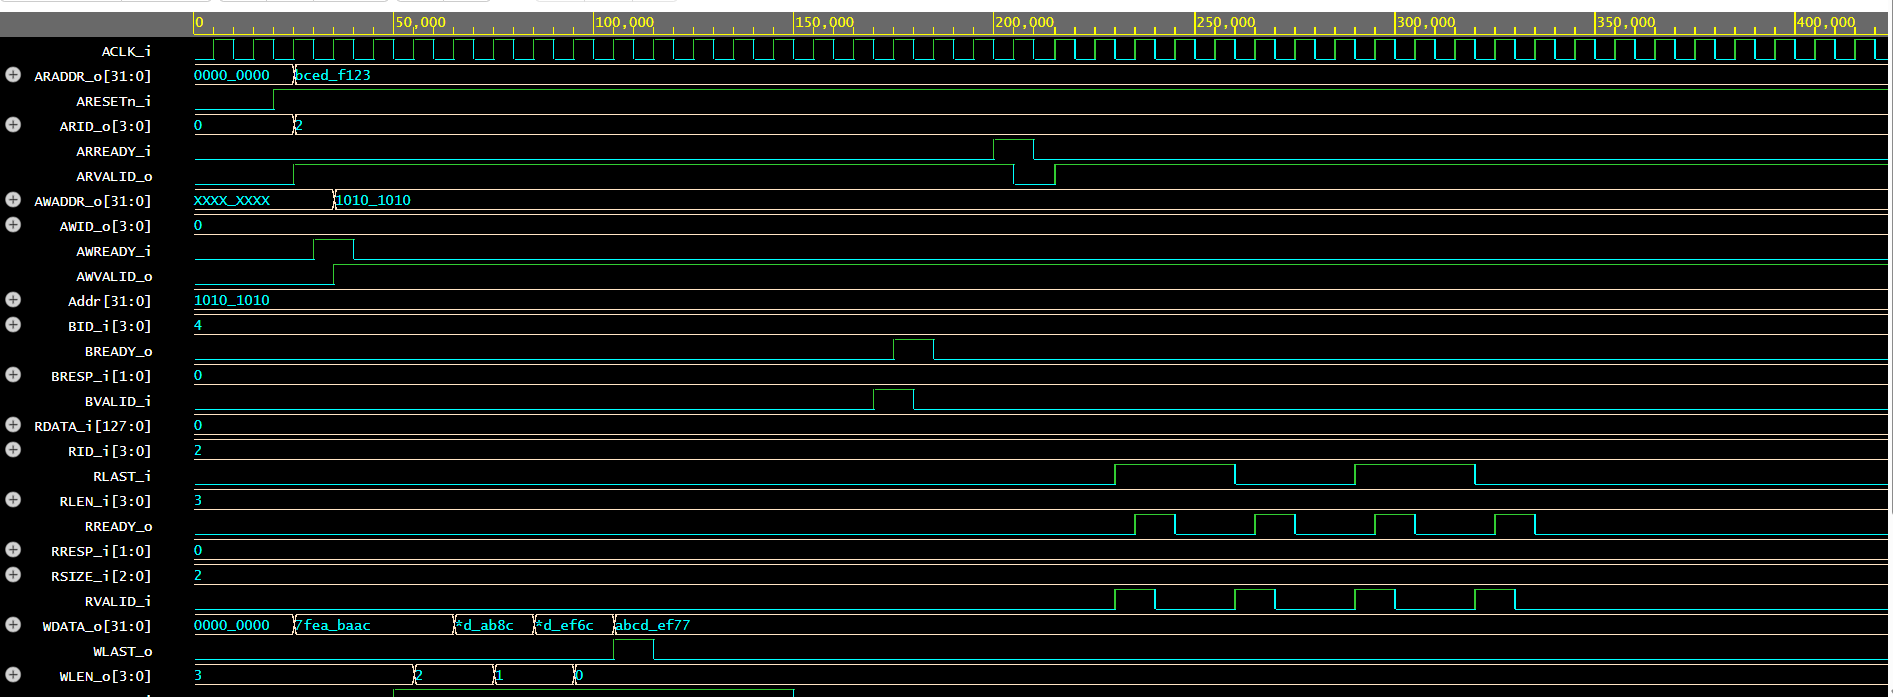 0 50,000 100,000 150,000 200,000 250,000 300,000 350,000 400,000
ACLK_i
ARADDR_o[31:0] 0000_0000 bced_f123
ARESETn_i
ARID_o[3:0] 0 2
ARREADY_i
ARVALID_o
AWADDR_o[31:0] XXXX_XXXX 1010_1010
AWID_o[3:0] 0
AWREADY_i
AWVALID_o
Addr[31:0] 1010_1010
BID_i[3:0] 4
BREADY_o
BRESP_i[1:0] 0
BVALID_i
RDATA_i[127:0] 0
RID_i[3:0] 2
RLAST_i
RLEN_i[3:0] 3
RREADY_o
RRESP_i[1:0] 0
RSIZE_i[2:0] 2
RVALID_i
WDATA_o[31:0] 0000_0000 7fea_baac *d_ab8c *d_ef6c abcd_ef77
WLAST_o
WLEN_o[3:0] 3 2 1 0